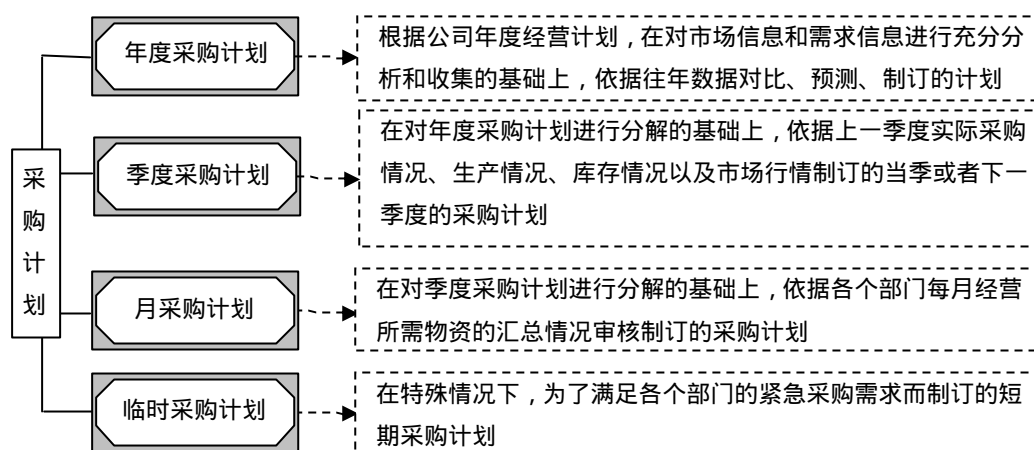 采购计划
年度采购计划
根据公司年度经营计划，在对市场信息和需求信息进行充分分
析和收集的基础上，依据往年数据对比、预测、制订的计划
季度采购计划
在对年度采购计划进行分解的基础上，依据上一季度实际采购
情况、生产情况、库存情况以及市场行情制订的当季或者下一
季度的采购计划
月采购计划
在对季度采购计划进行分解的基础上，依据各个部门每月经营
所需物资的汇总情况审核制订的采购计划
临时采购计划
在特殊情况下，为了满足各个部门的紧急采购需求而制订的短
期采购计划